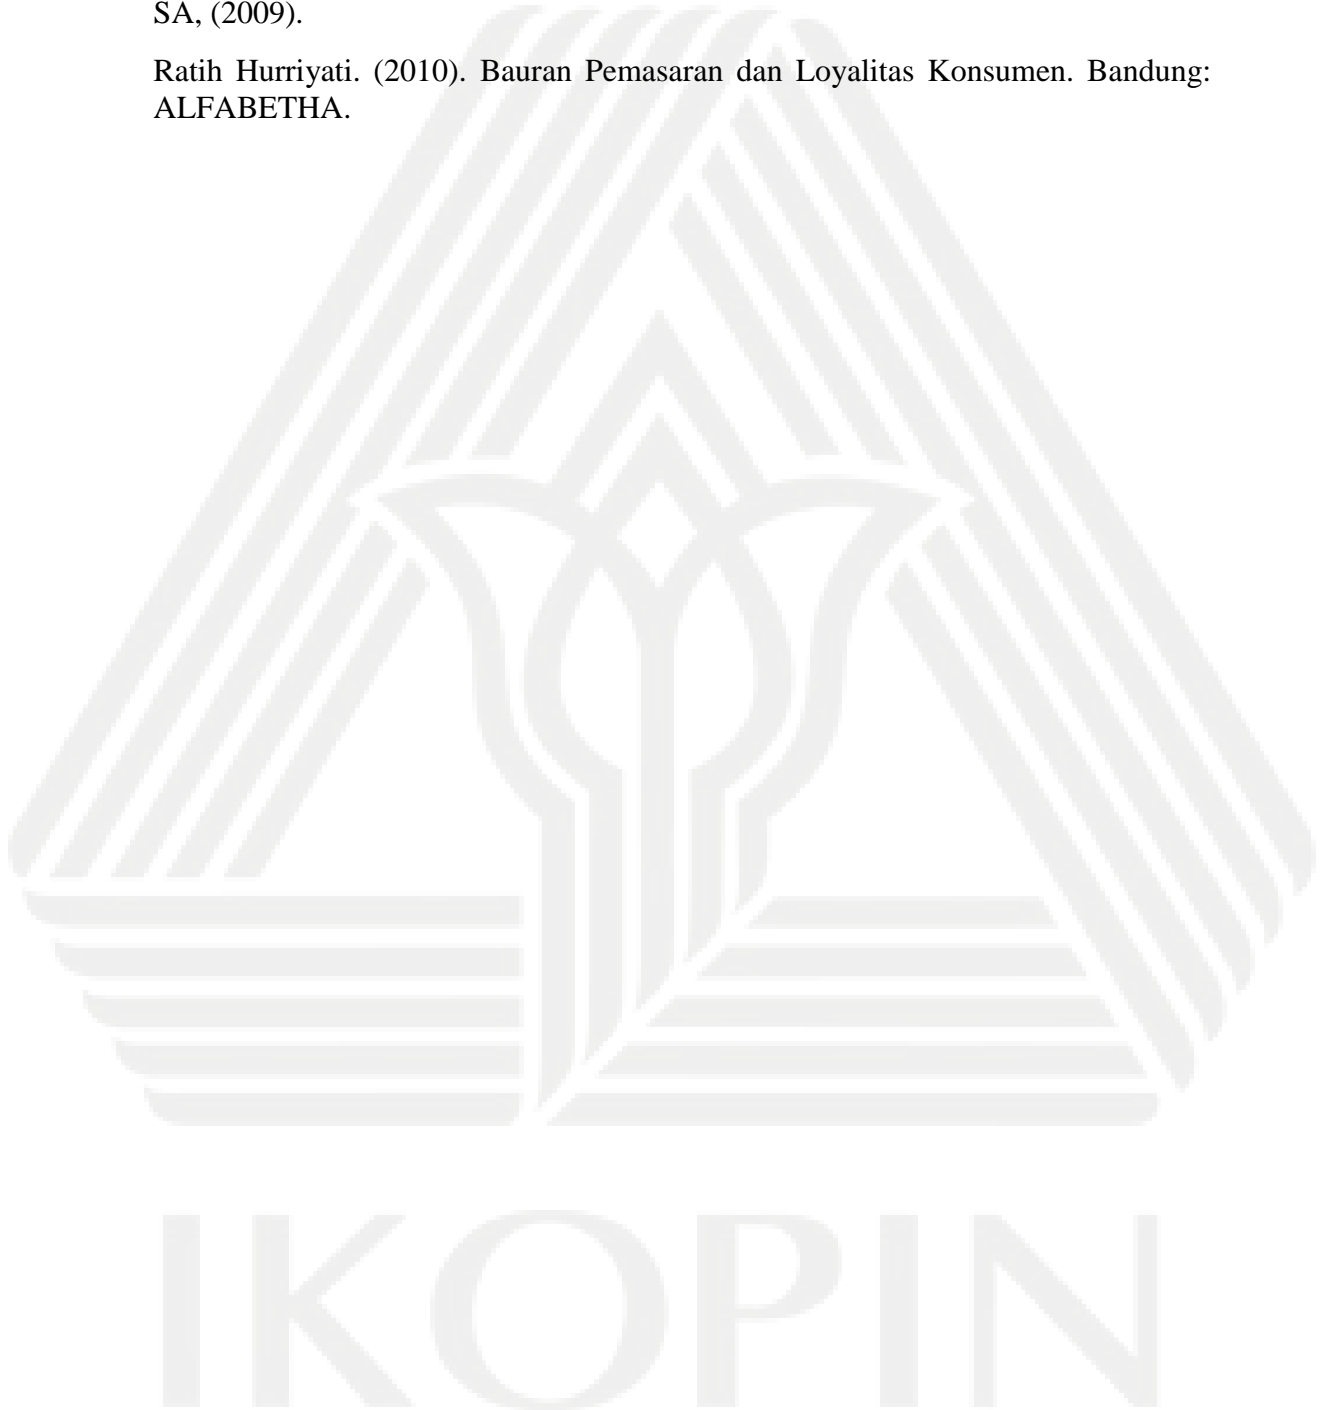 SA, (2009).
Ratih Hurriyati. (2010). Bauran Pemasaran dan Loyalitas Konsumen. Bandung:
ALFABETHA.
IKOPIN